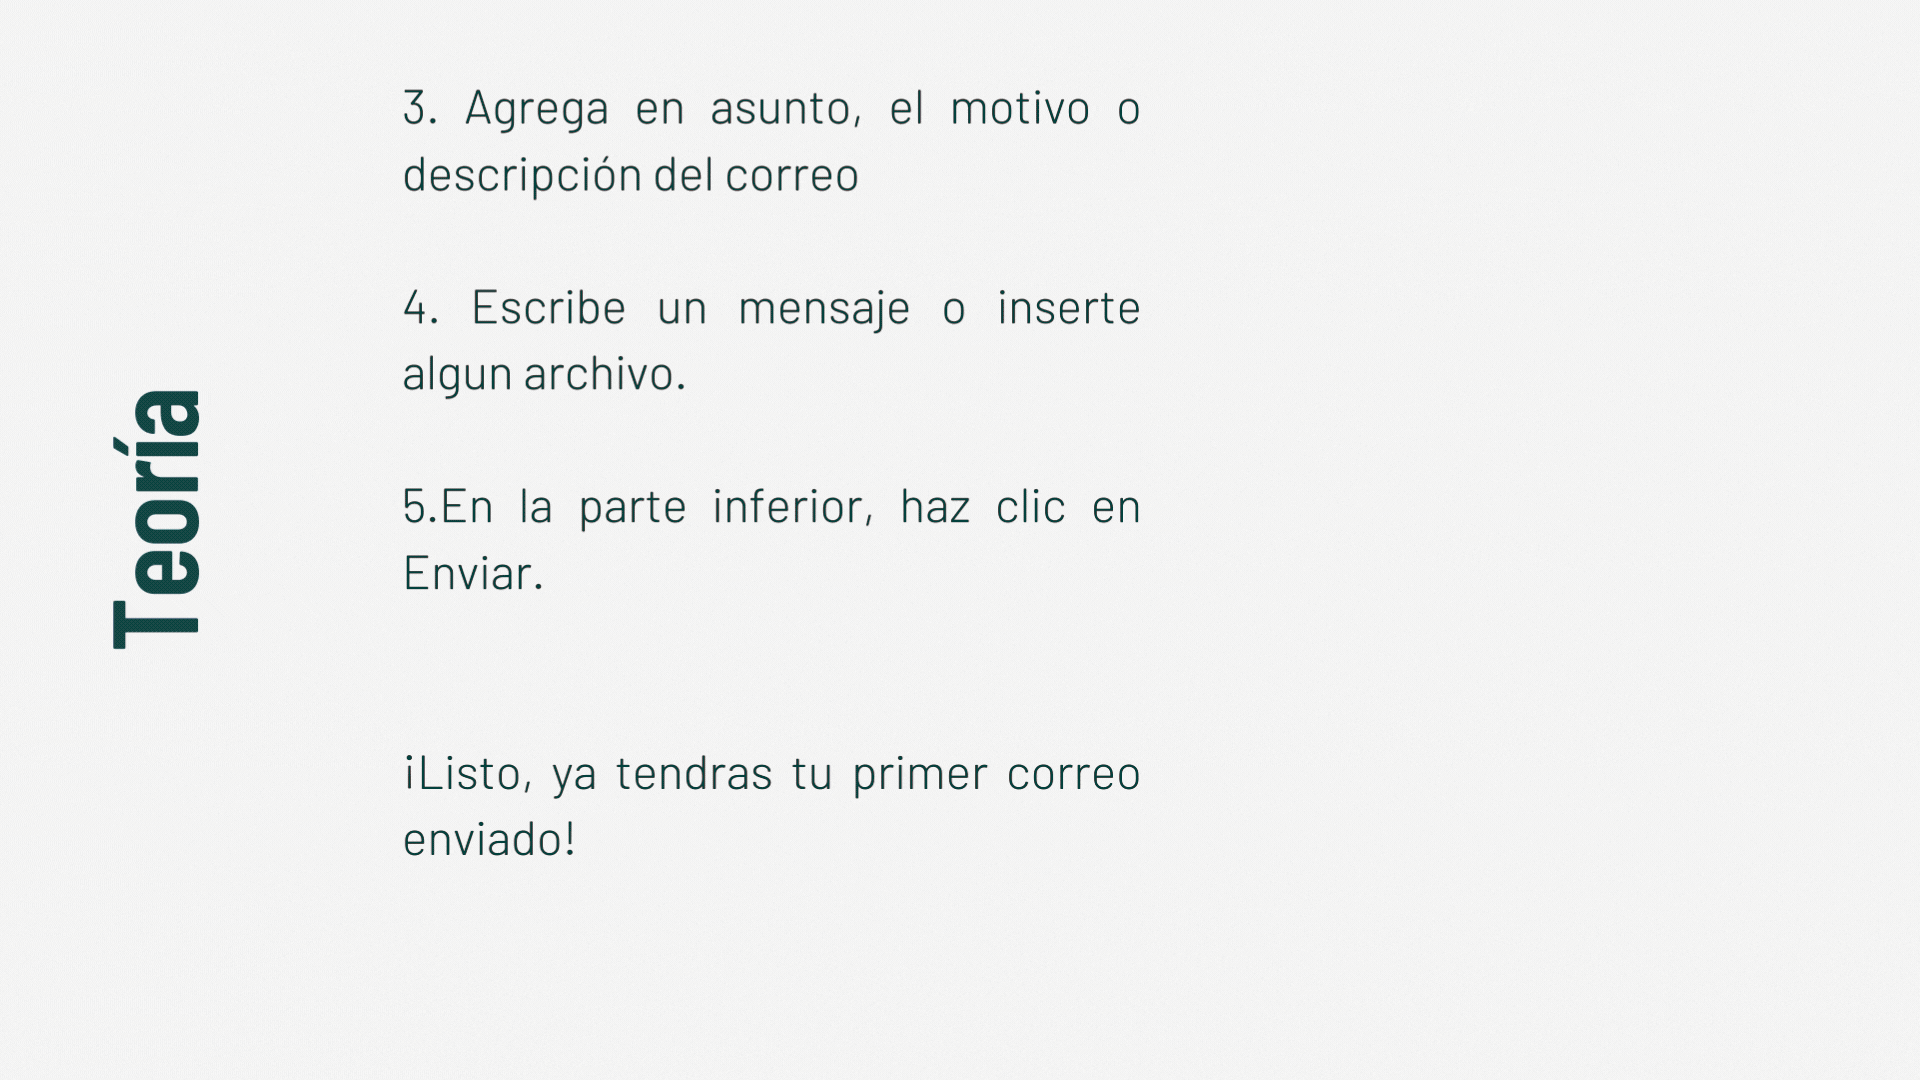 Teoría
3. Agrega en asunto, el motivo o
descripción del correo
4. Escribe un mensaje o inserte
algun archivo.
5.En la parte inferior, haz clic en
Enviar.
¡Listo, ya tendras tu primer correo
enviado!